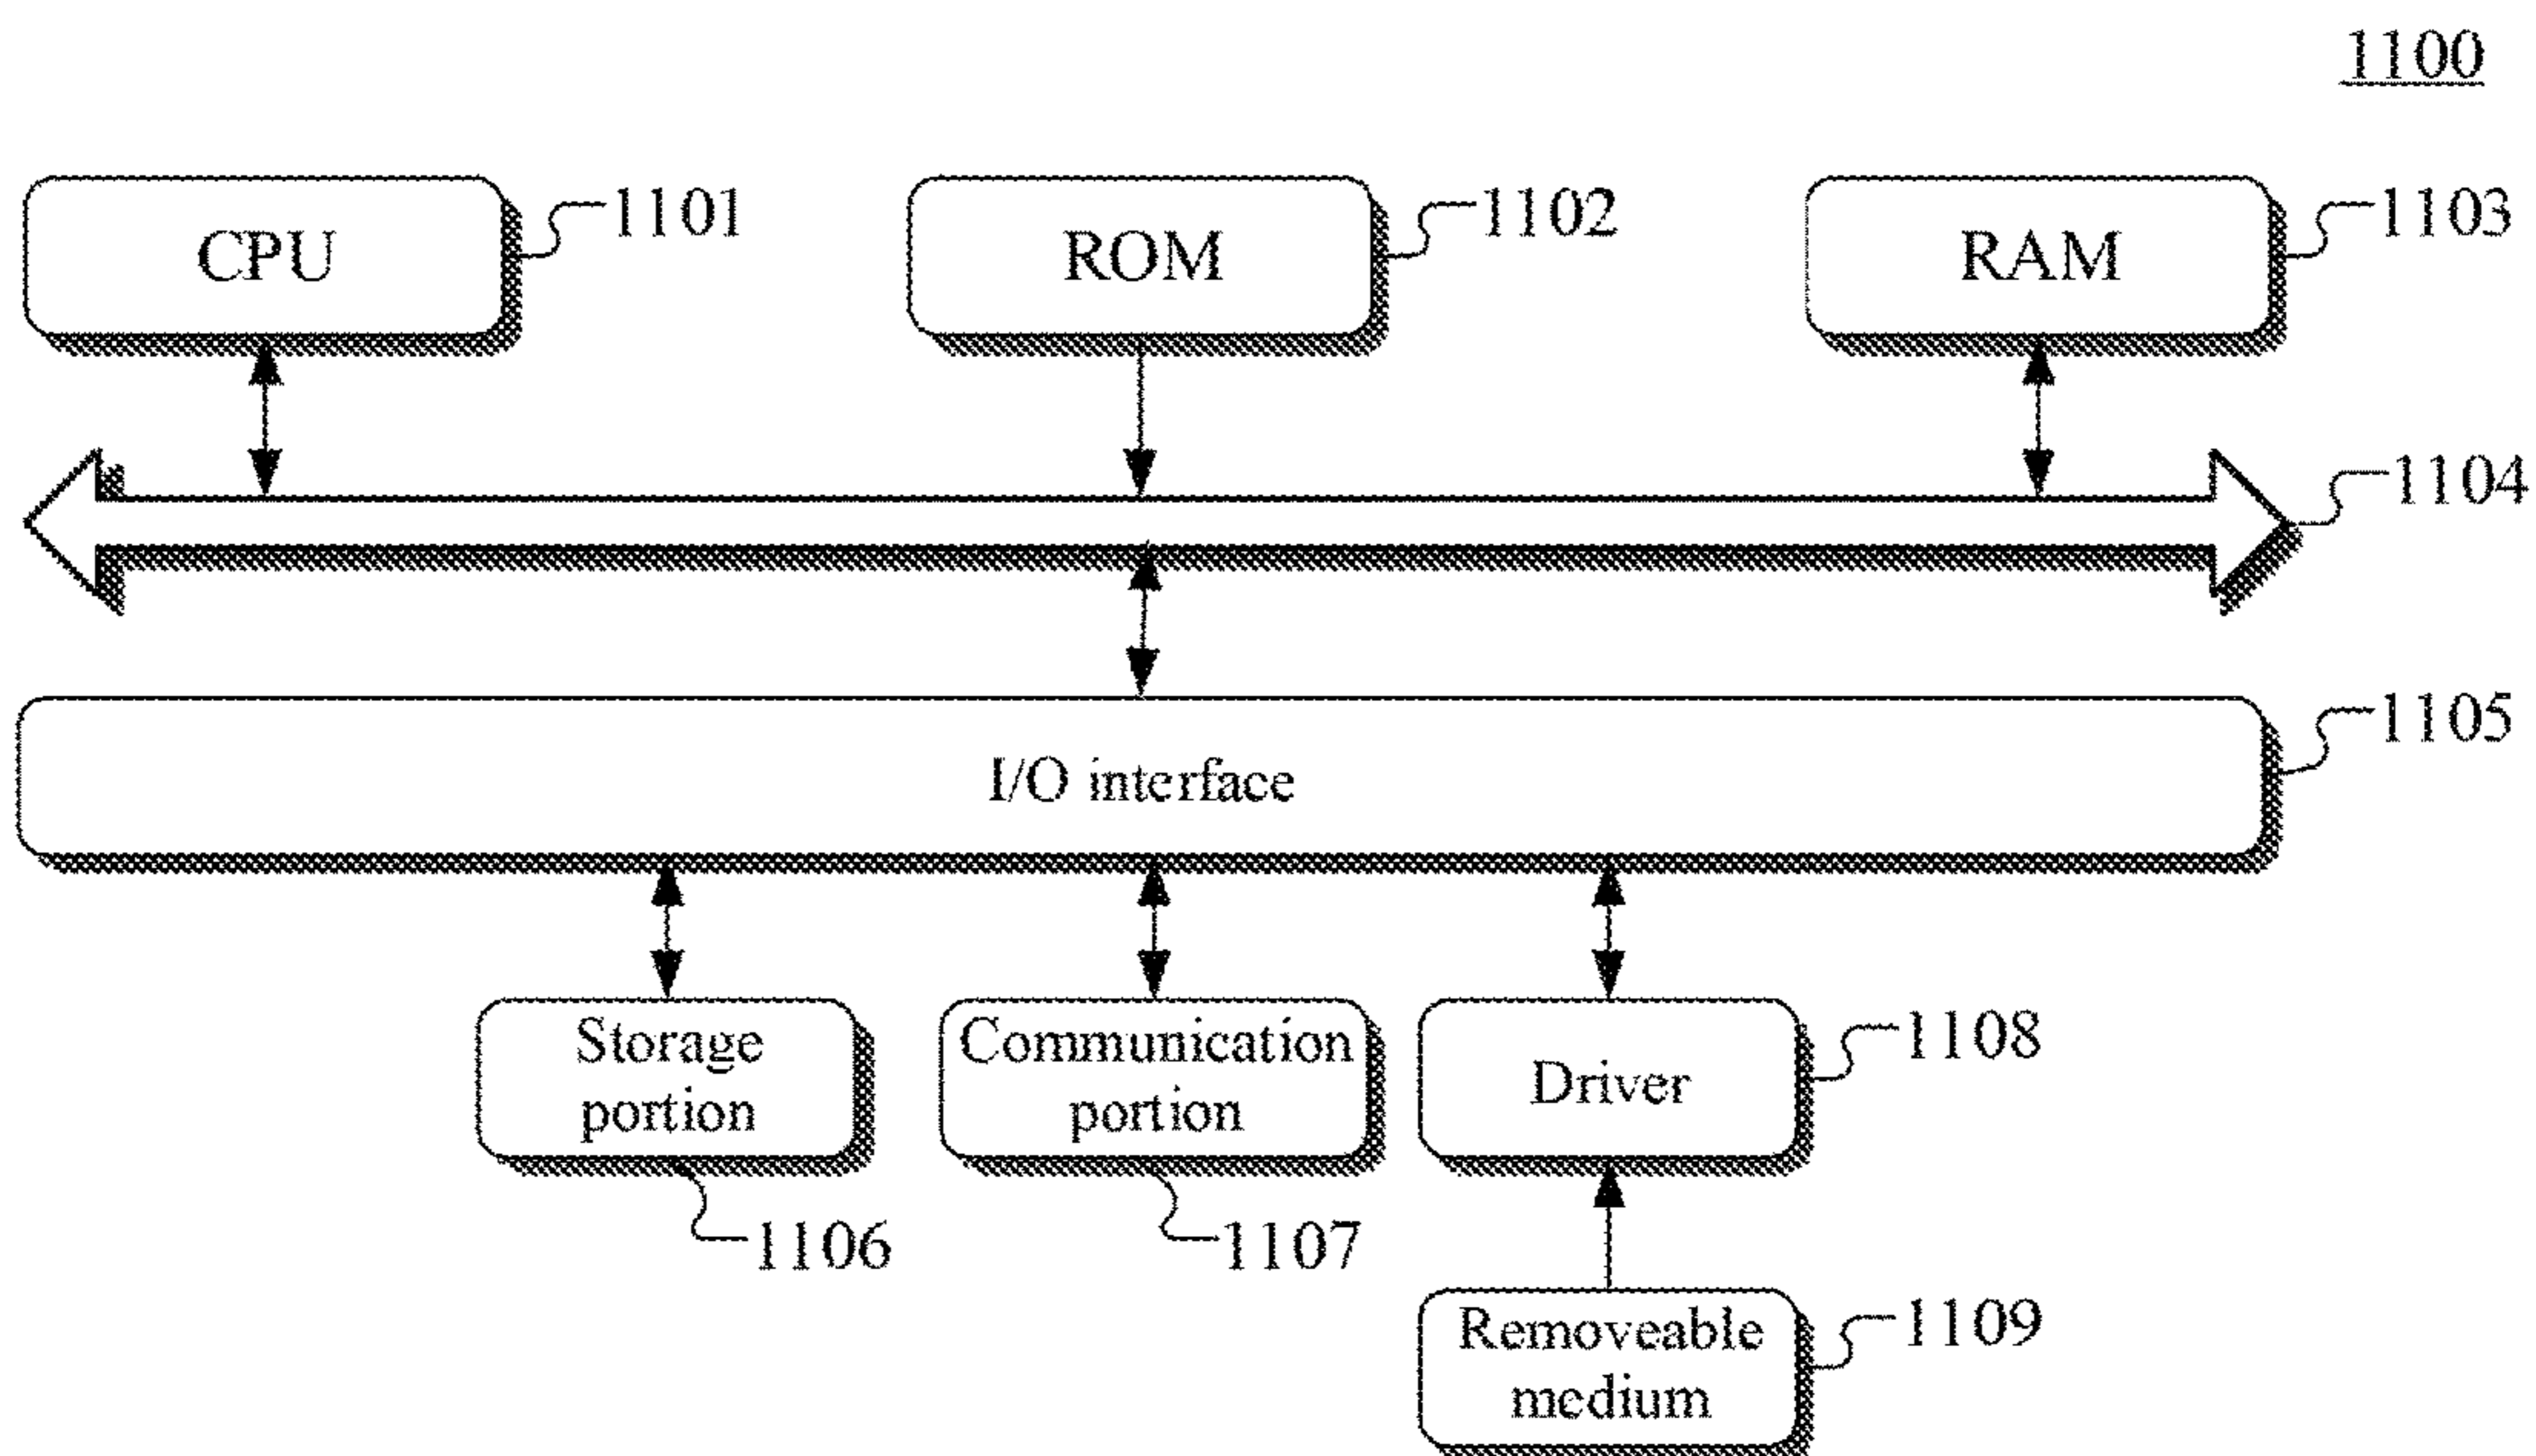 1100
CPU
1101
ROM
1102
RAM
1103
1104
I/O interface
1105
Storage
portion
1106
Communication
portion
1107
Driver
1108
Removeable
medium
1109